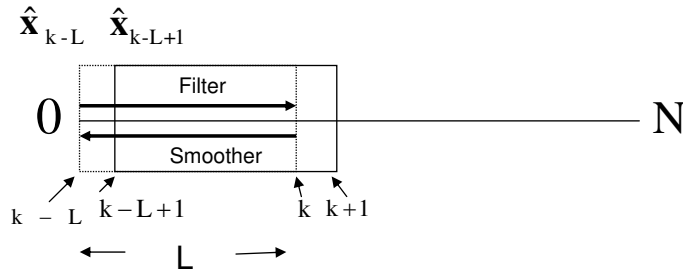 x̂ k-L x̂ k-L+1
Filter
0 N
Smoother
k - L k-L+1 k k+1
L